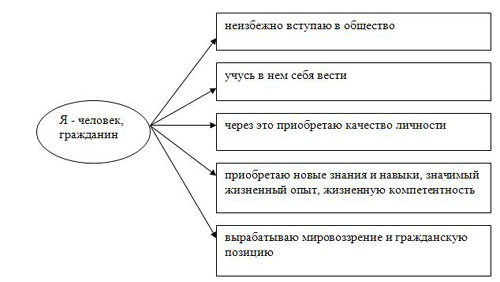 Я - человек,
гражданин
неизбежно вступаю в общество
учусь в нем себя вести
через это приобретаю качество личности
приобретаю новые знания и навыки, значимый
жизненный опыт, жизненную компетентность
вырабатываю мировоззрение и гражданскую
позицию